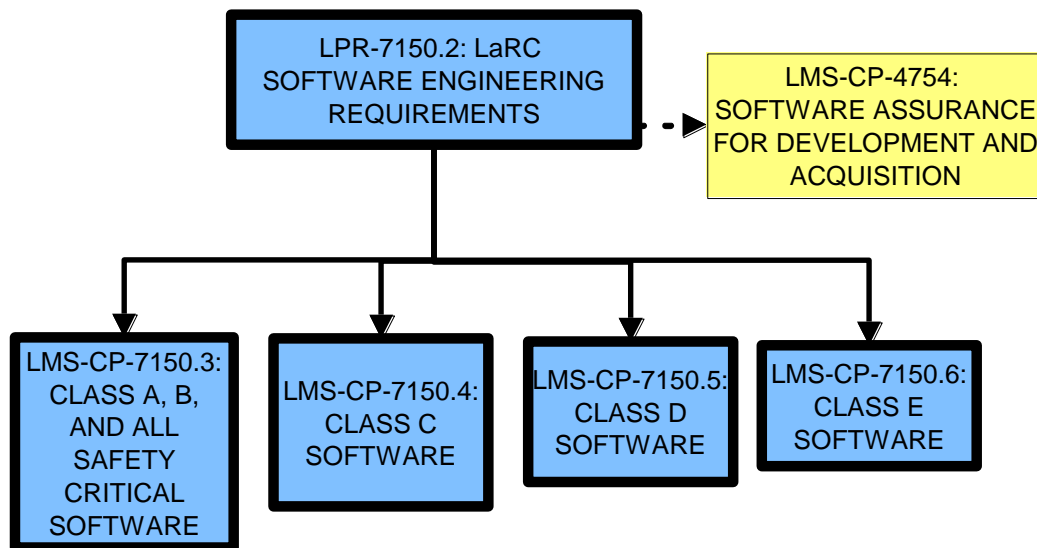 LPR-7150.2: LaRC
SOFTWARE ENGINEERING
REQUIREMENTS
LMS-CP-4754:
SOFTWARE ASSURANCE
FOR DEVELOPMENT AND
ACQUISITION
LMS-CP-7150.3:
CLASS A, B,
AND ALL
SAFETY
CRITICAL
SOFTWARE
LMS-CP-7150.4:
CLASS C
SOFTWARE
LMS-CP-7150.5:
CLASS D
SOFTWARE
LMS-CP-7150.6:
CLASS E
SOFTWARE